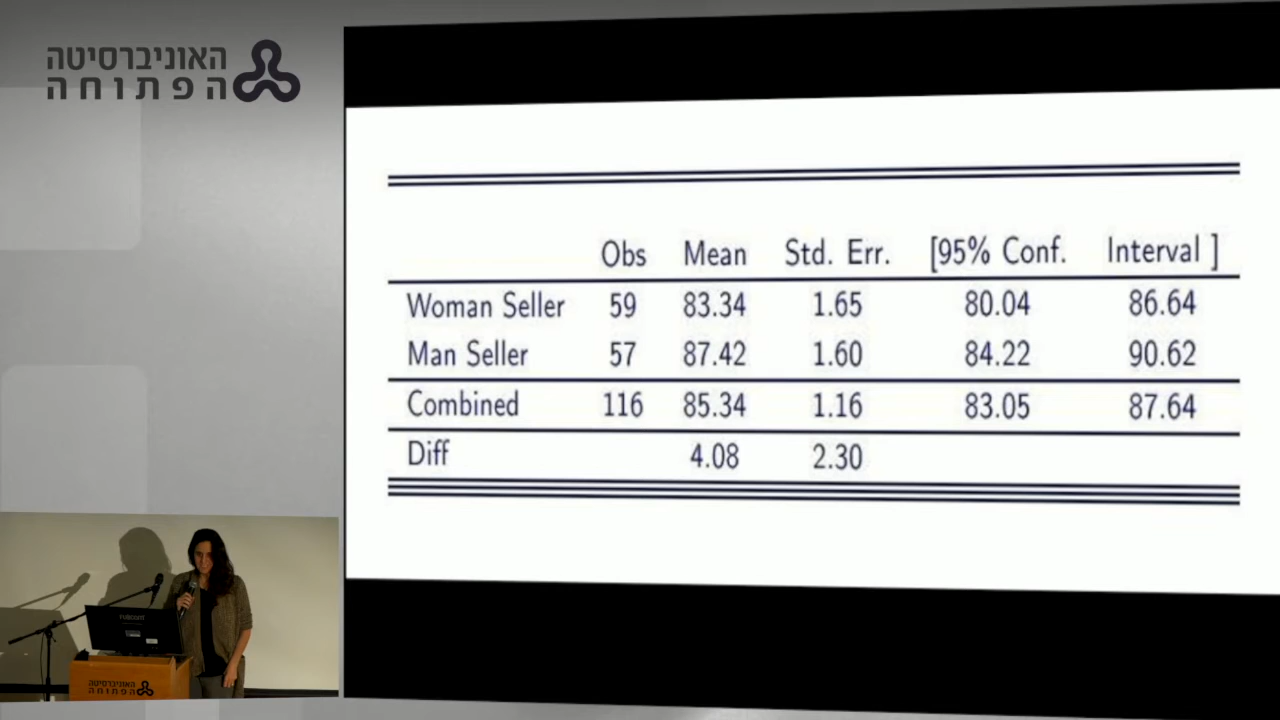 האוניברסיטה
הפתוחה
Obs Mean Std. Err. [95% Conf. Interval ]
Woman Seller 59 83.34 1.65 80.04 86.64
Man Seller 57 87.42 1.60 84.22 90.62
Combined 116 85.34 1.16 83.05 87.64
Diff 4.08 2.30
האוניברסיטה
הפתוחה